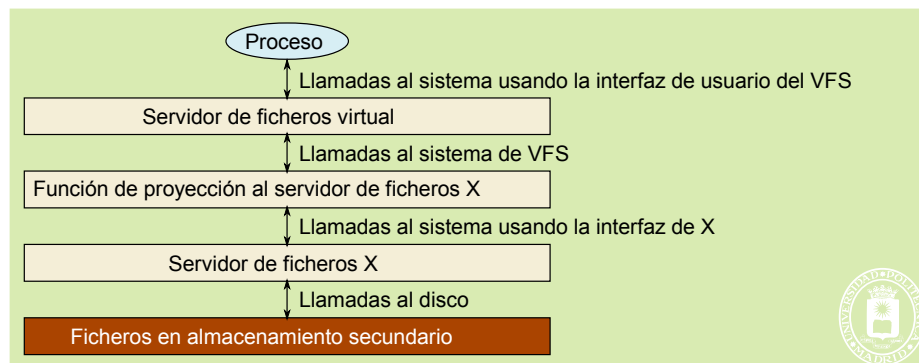 Proceso
Llamadas al sistema usando la interfaz de usuario del VFS
Servidor de ficheros virtual
Llamadas al sistema de VFS
Función de proyección al servidor de ficheros X
Llamadas al sistema usando la interfaz de X
Servidor de ficheros X
Llamadas al disco
Ficheros en almacenamiento secundario